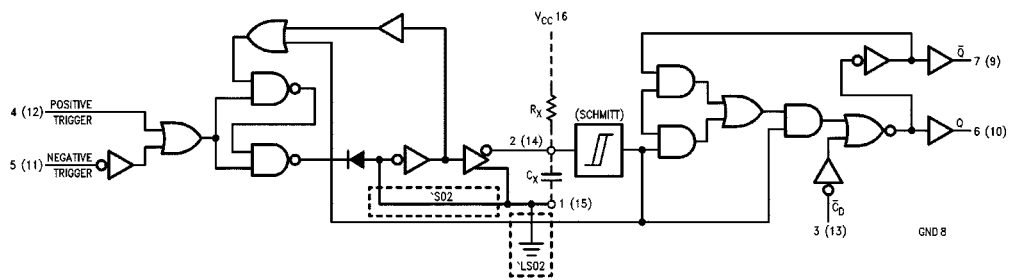 VCC 16
4 (12) POSITIVE
TRIGGER
5 (11) NEGATIVE
TRIGGER
RX
(SCHMITT)
2 (14)
CX
1 (15)
'S02
'LS02
Q̄
7 (9)
Q
6 (10)
C̄D
3 (13)
GND 8